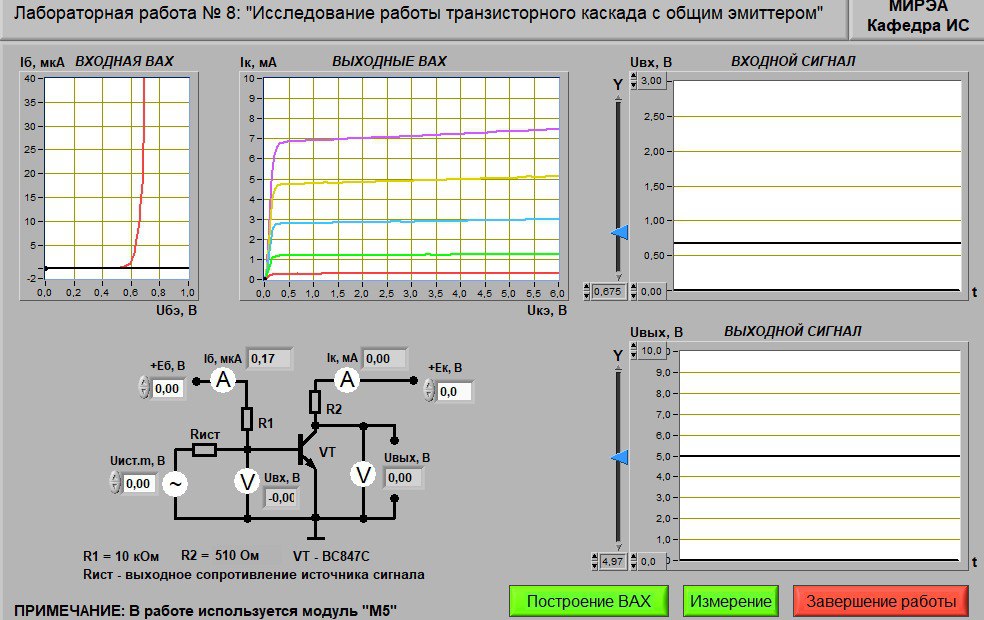 Лабораторная работа № 8: "Исследование работы транзисторного каскада с общим эмиттером"
МИРЭА
Кафедра ИС
Iб, мкА ВХОДНАЯ ВАХ
40
35
30
25
20
15
10
5
-2
0,0 0,2 0,4 0,6 0,8 1,0
Uбэ, В
Iк, мА ВЫХОДНЫЕ ВАХ
10
9
8
7
6
5
4
3
2
1
0
0,0 0,5 1,0 1,5 2,0 2,5 3,0 3,5 4,0 4,5 5,0 5,5 6,0
Uкэ, В
Uвх, В ВХОДНОЙ СИГНАЛ
Y
3,00
2,50
2,00
1,50
1,00
0,50
0,675 0,00 t
Uвых, В ВЫХОДНОЙ СИГНАЛ
Y
10,0
9,0
8,0
7,0
6,0
5,0
4,0
3,0
2,0
1,0
4,97 0,0 t
+Еб, В
0,00
Iб, мкА 0,17
A
Iк, мА 0,00
A
+Ек, В
0,0
R1
R2
Rист
VT
Uист.m, В
0,00
~
V
Uвх, В
-0,00
V
Uвых, В
0,00
R1 = 10 кОм R2 = 510 Ом VT - BC847C
Rист - выходное сопротивление источника сигнала
ПРИМЕЧАНИЕ: В работе используется модуль "М5"
Построение ВАХ Измерение Завершение работы